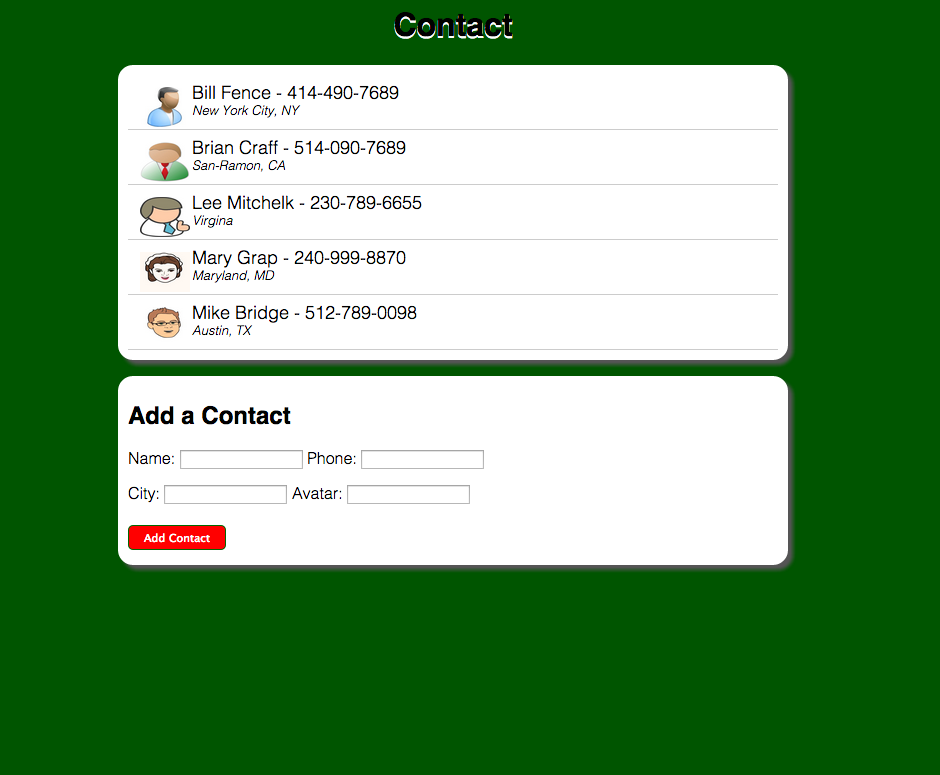 Contact
Bill Fence - 414-490-7689
New York City, NY
Brian Craff - 514-090-7689
San-Ramon, CA
Lee Mitchelk - 230-789-6655
Virgina
Mary Grap - 240-999-8870
Maryland, MD
Mike Bridge - 512-789-0098
Austin, TX
Add a Contact
Name: Phone:
City: Avatar:
Add Contact